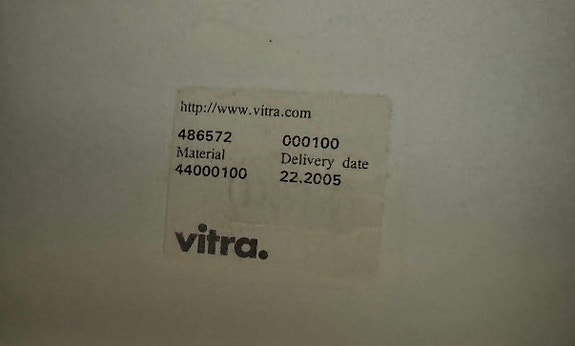 http://www.vitra.com
486572 000100
Material Delivery date
44000100 22.2005
vitra.